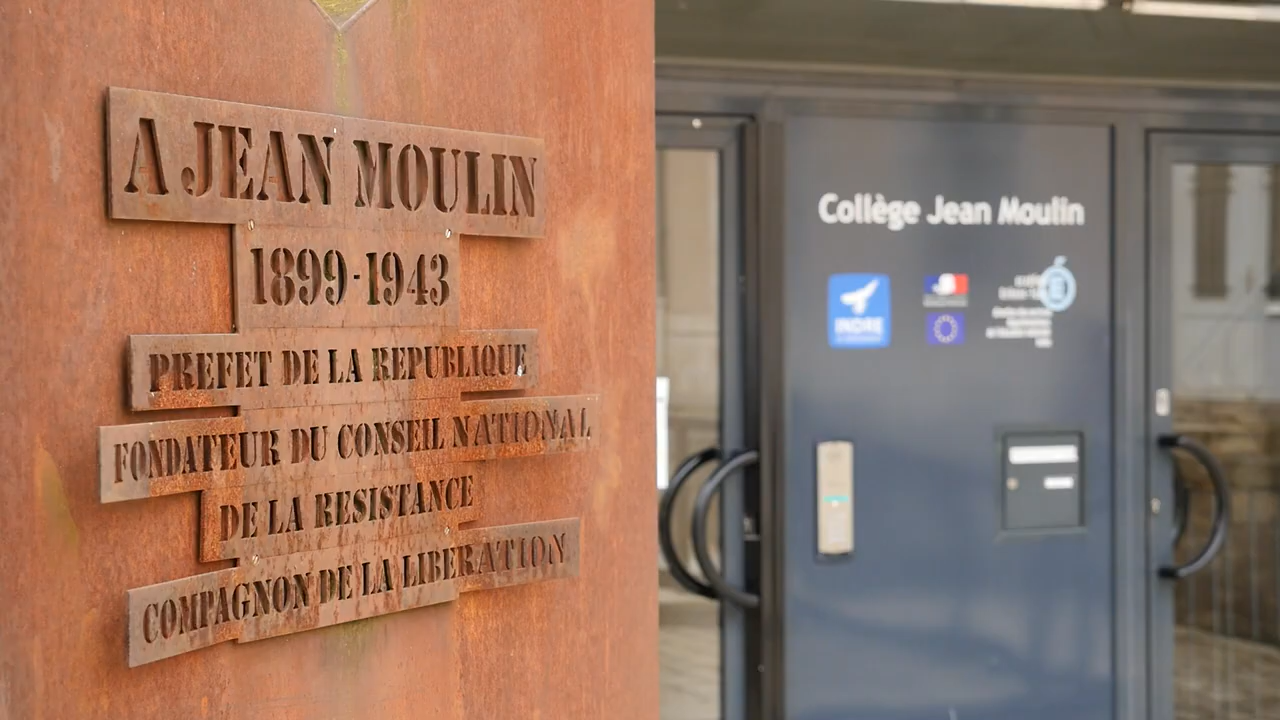 A JEAN MOULIN
1899-1943
PREFET DE LA REPUBLIQUE
FONDATEUR DU CONSEIL NATIONAL
DE LA RESISTANCE
COMPAGNON DE LA LIBERATION
Collège Jean Moulin
INDRE